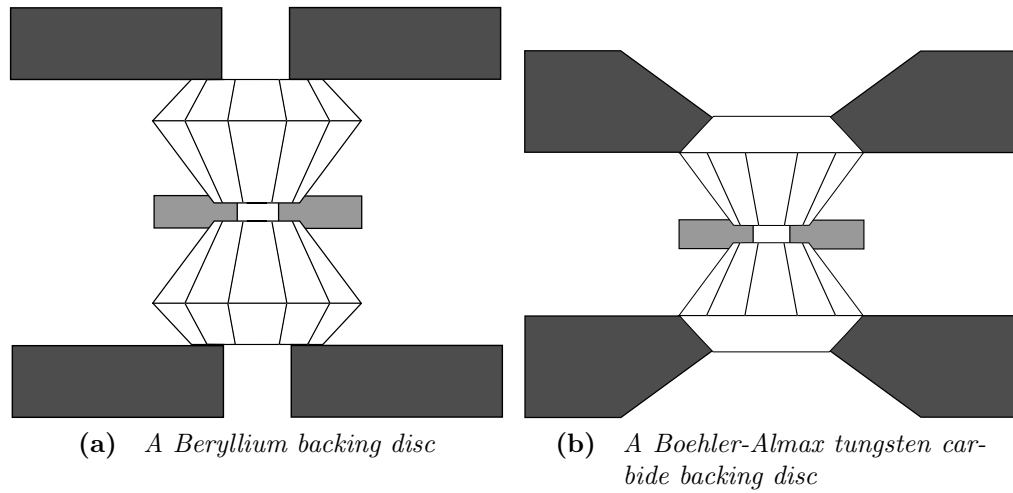 (a) A Beryllium backing disc
(b) A Boehler-Almax tungsten car-
bide backing disc